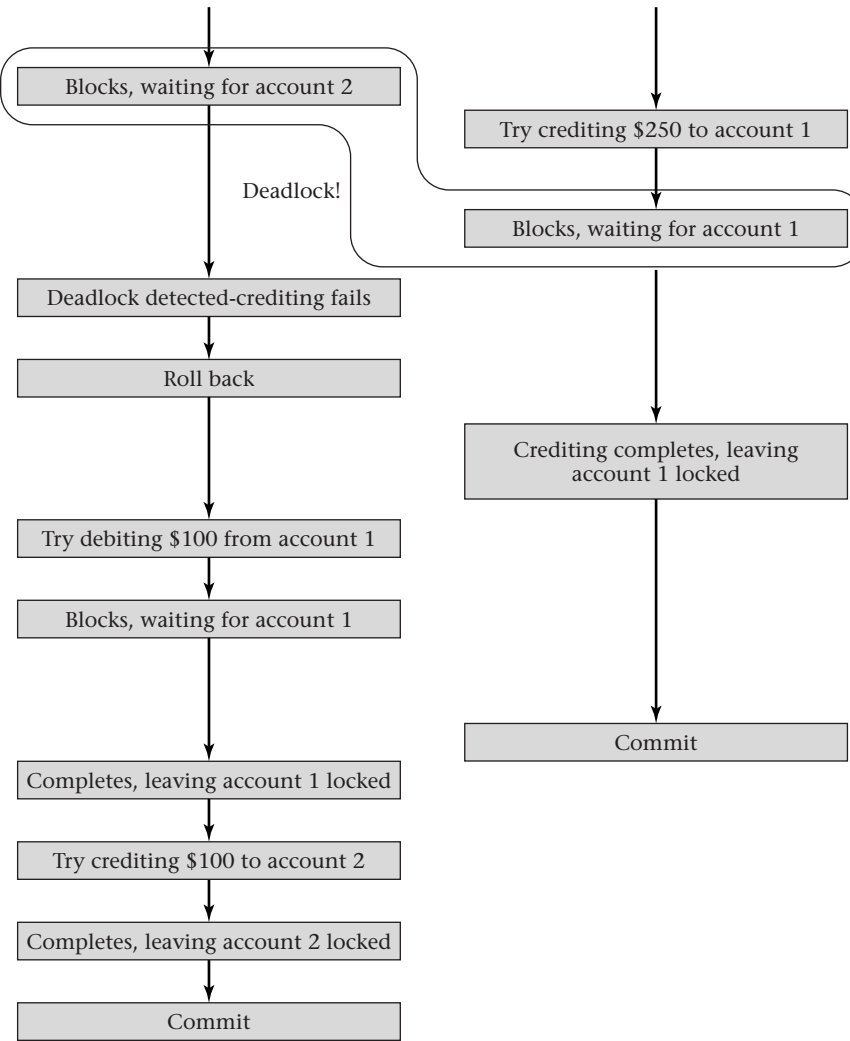 Blocks, waiting for account 2
Try crediting $250 to account 1
Deadlock!
Blocks, waiting for account 1
Deadlock detected-crediting fails
Roll back
Crediting completes, leaving
account 1 locked
Try debiting $100 from account 1
Blocks, waiting for account 1
Commit
Completes, leaving account 1 locked
Try crediting $100 to account 2
Completes, leaving account 2 locked
Commit